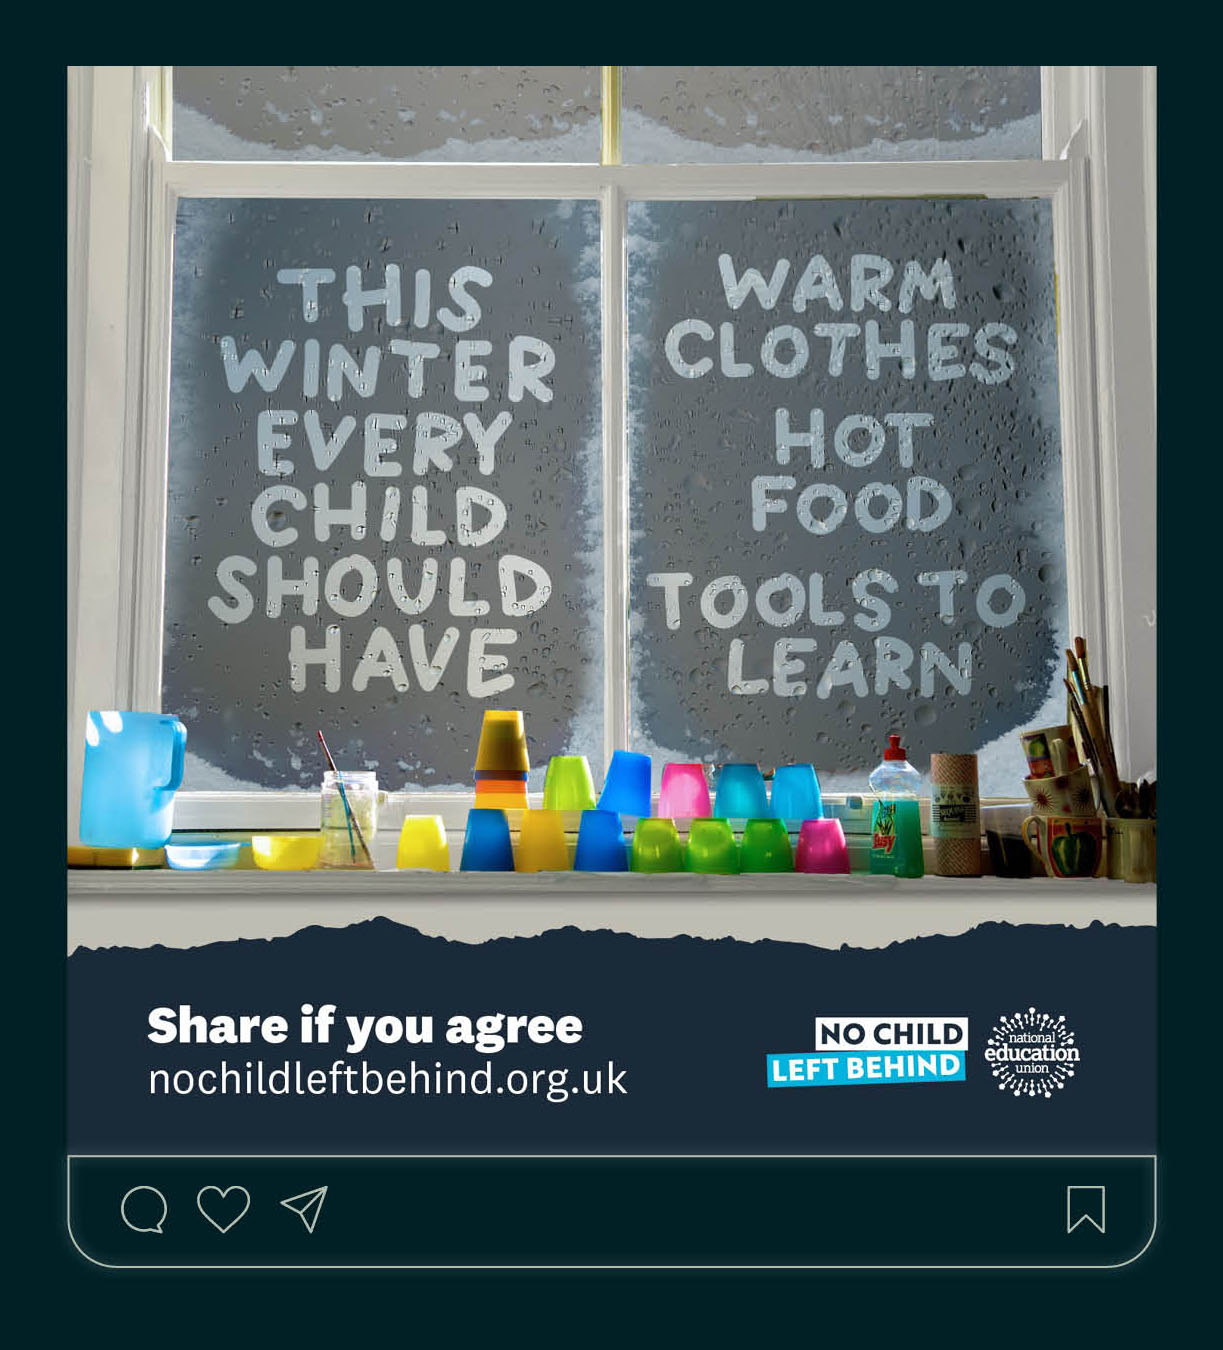 THIS
WINTER
EVERY
CHILD
SHOULD
HAVE
WARM
CLOTHES
HOT
FOOD
TOOLS TO
LEARN
Share if you agree
nochildleftbehind.org.uk
NO CHILD
LEFT BEHIND
national
education
union